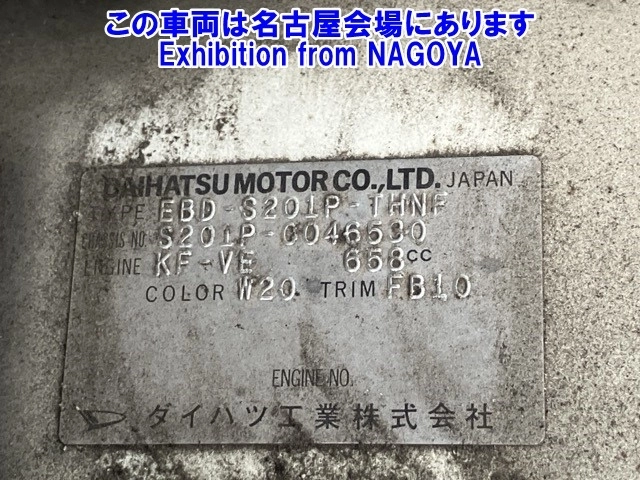 この車両は名古屋会場にあります
Exhibition from NAGOYA
DAIHATSU MOTOR CO.,LTD. JAPAN
TYPE EBD-S201P-THNF
CHASSIS NO S201P-0046530
ENGINE KF-VE 658CC
COLOR W20 TRIM FB10
ENGINE NO.
ダイハツ工業株式会社